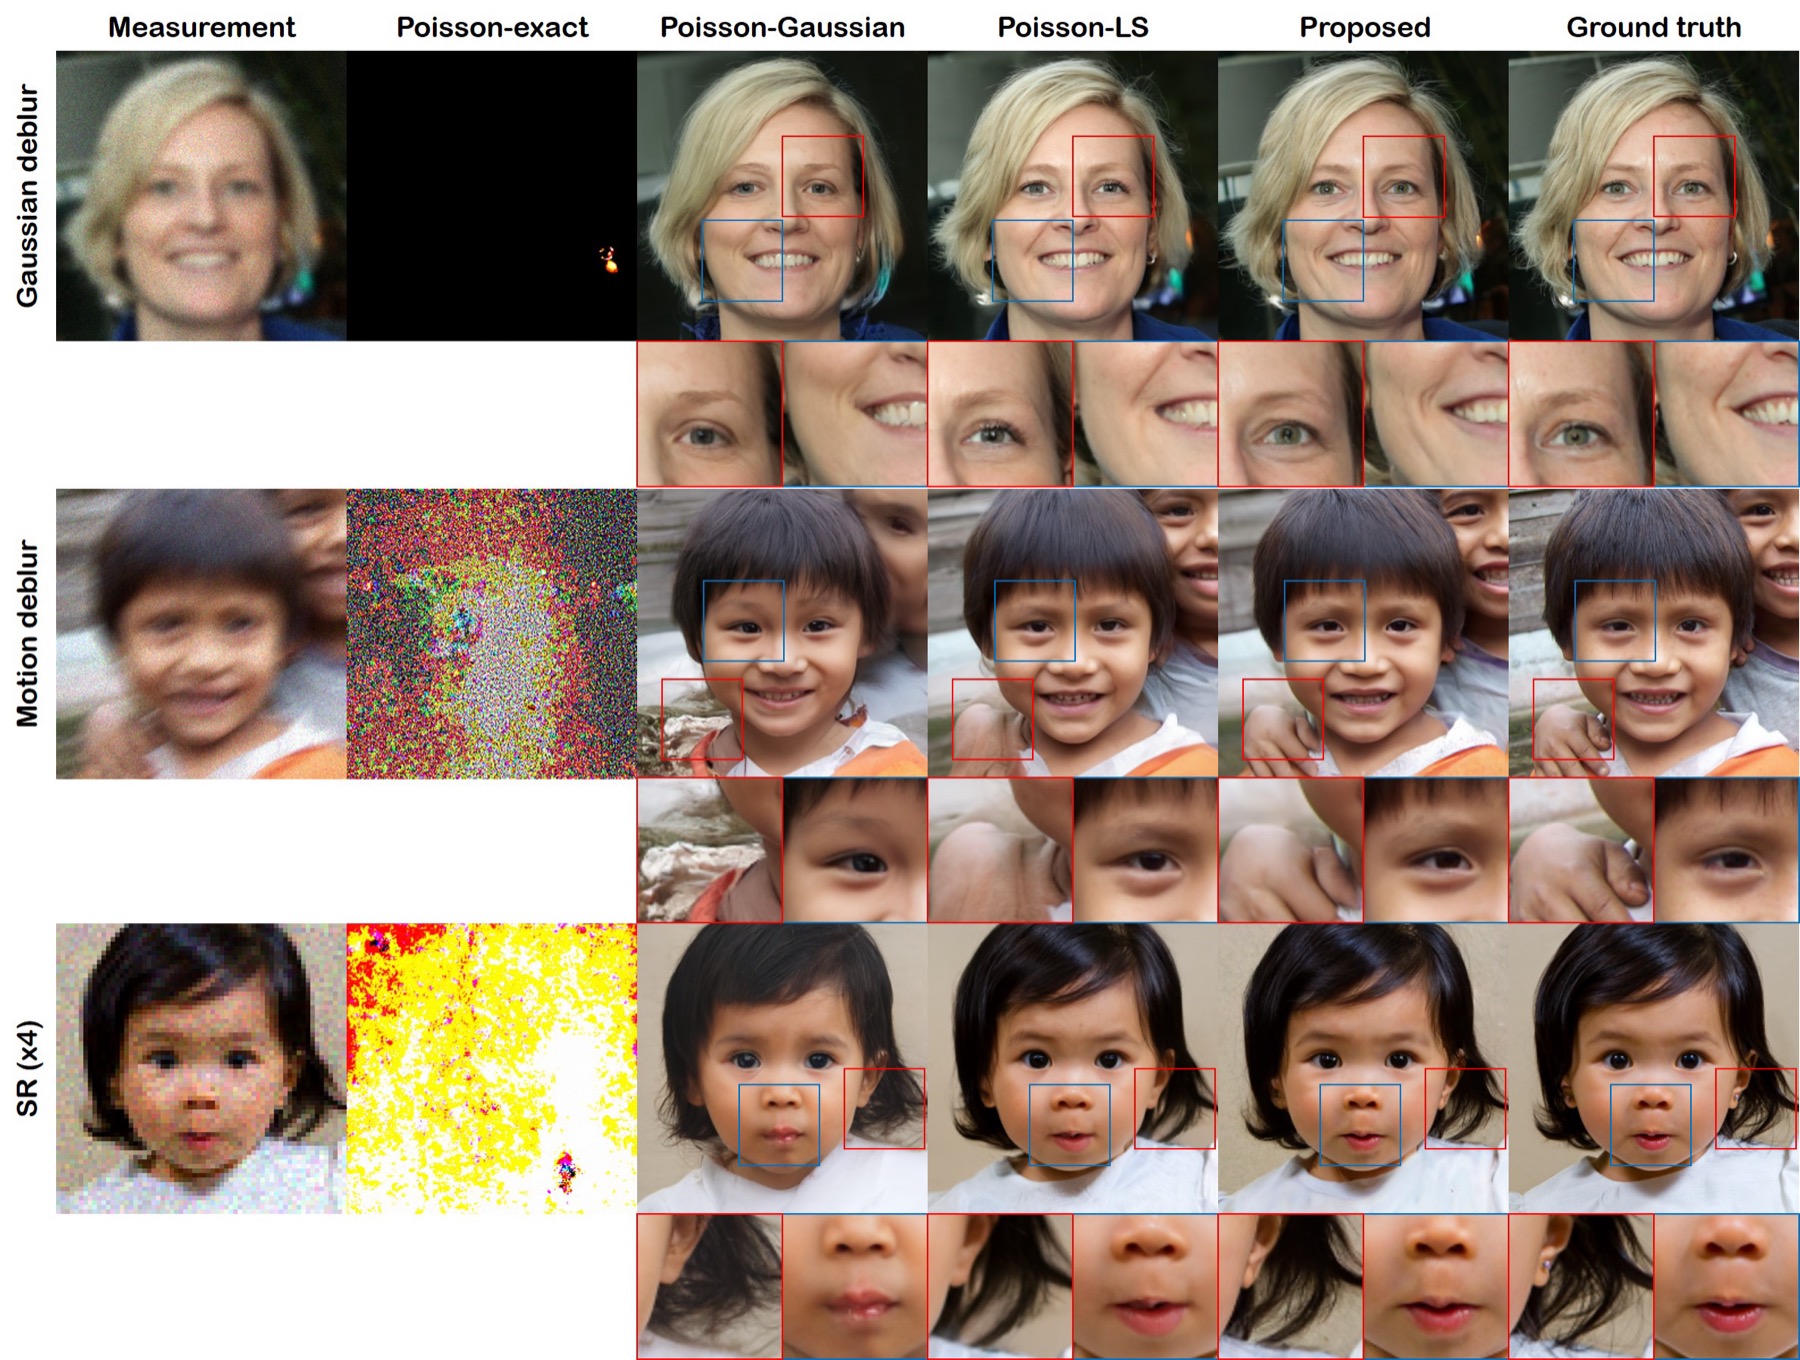 Measurement Poisson-exact Poisson-Gaussian Poisson-LS Proposed Ground truth
Gaussian deblur
Motion deblur
SR (x4)